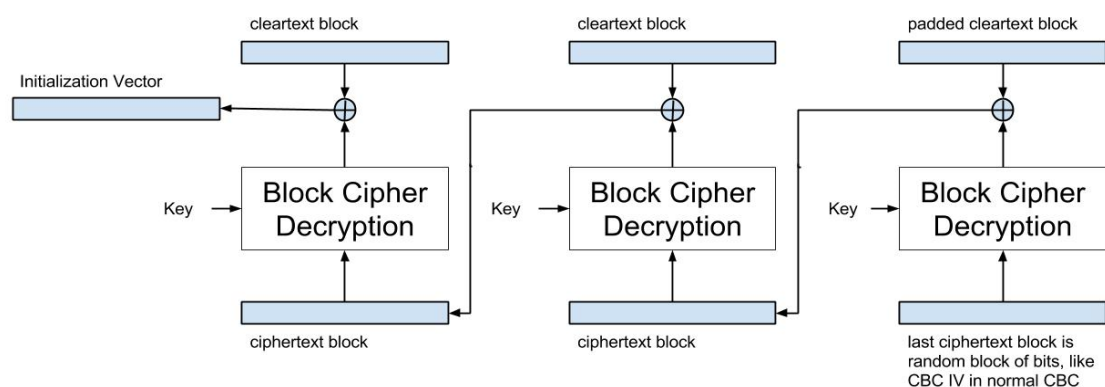 cleartext block
cleartext block
padded cleartext block
Initialization Vector
Key
Block Cipher
Decryption
Key
Block Cipher
Decryption
Key
Block Cipher
Decryption
ciphertext block
ciphertext block
last ciphertext block is
random block of bits, like
CBC IV in normal CBC